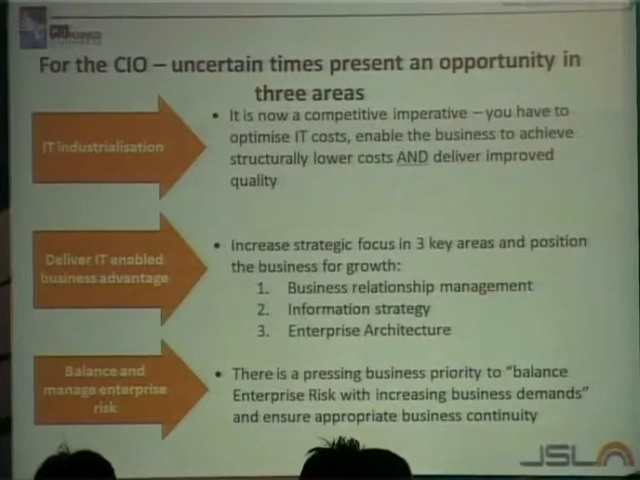 CIO
For the CIO – uncertain times present an opportunity in
three areas
IT industrialisation
• It is now a competitive imperative – you have to
optimise IT costs, enable the business to achieve
structurally lower costs AND deliver improved
quality
Deliver IT enabled
business advantage
• Increase strategic focus in 3 key areas and position
the business for growth:
1. Business relationship management
2. Information strategy
3. Enterprise Architecture
Balance and
manage enterprise
risk
• There is a pressing business priority to “balance
Enterprise Risk with increasing business demands”
and ensure appropriate business continuity
JSL